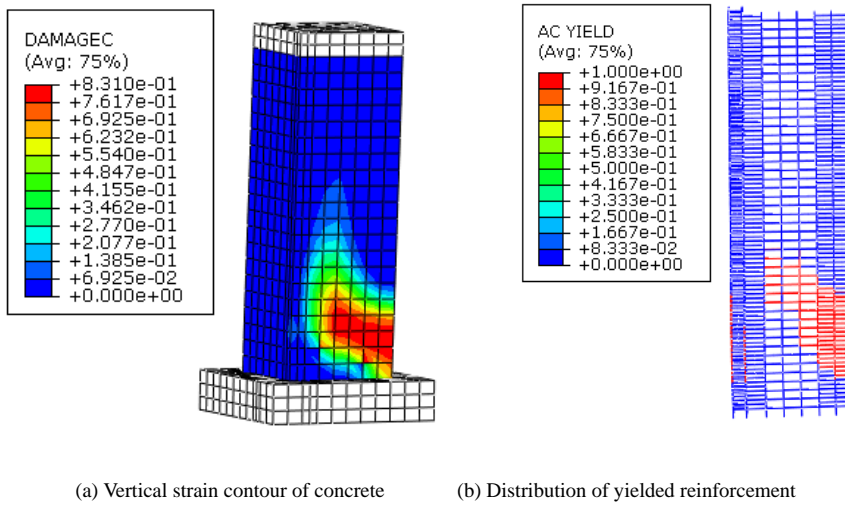 DAMAGEC
(Avg: 75%)
+8.310e-01
+7.617e-01
+6.925e-01
+6.232e-01
+5.540e-01
+4.847e-01
+4.155e-01
+3.462e-01
+2.770e-01
+2.077e-01
+1.385e-01
+6.925e-02
+0.000e+00
AC YIELD
(Avg: 75%)
+1.000e+00
+9.167e-01
+8.333e-01
+7.500e-01
+6.667e-01
+5.833e-01
+5.000e-01
+4.167e-01
+3.333e-01
+2.500e-01
+1.667e-01
+8.333e-02
+0.000e+00
(a) Vertical strain contour of concrete
(b) Distribution of yielded reinforcement